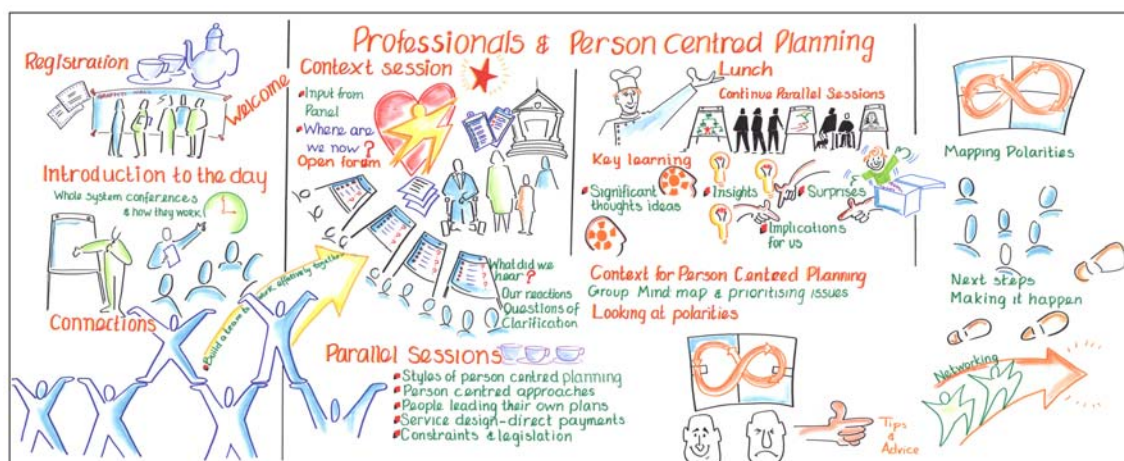 Professionals & Person Centred Planning
Registration
Welcome
Introduction to the day
Whole system conferences
& how they work
Connections
Build a team to work effectively together
Context session
Input from
Panel
Where are
we now?
Open forem
What did we
hear?
Our reactions
Questions of
Clarification
Parallel Sessions
Styles of person centred planning
Person centred approaches
People leading their own plans
Service design-direct payments
Constraints & legislation
Lunch
Continue Parallel Sessions
Key learning
Significant
thoughts ideas
Insights
Surprises
Implications
for us
Context for Person Centred Planning
Group Mind map & prioritising issues
Looking at polarities
Tips
&
Advice
Mapping Polarities
Next steps
Making it happen
Networking